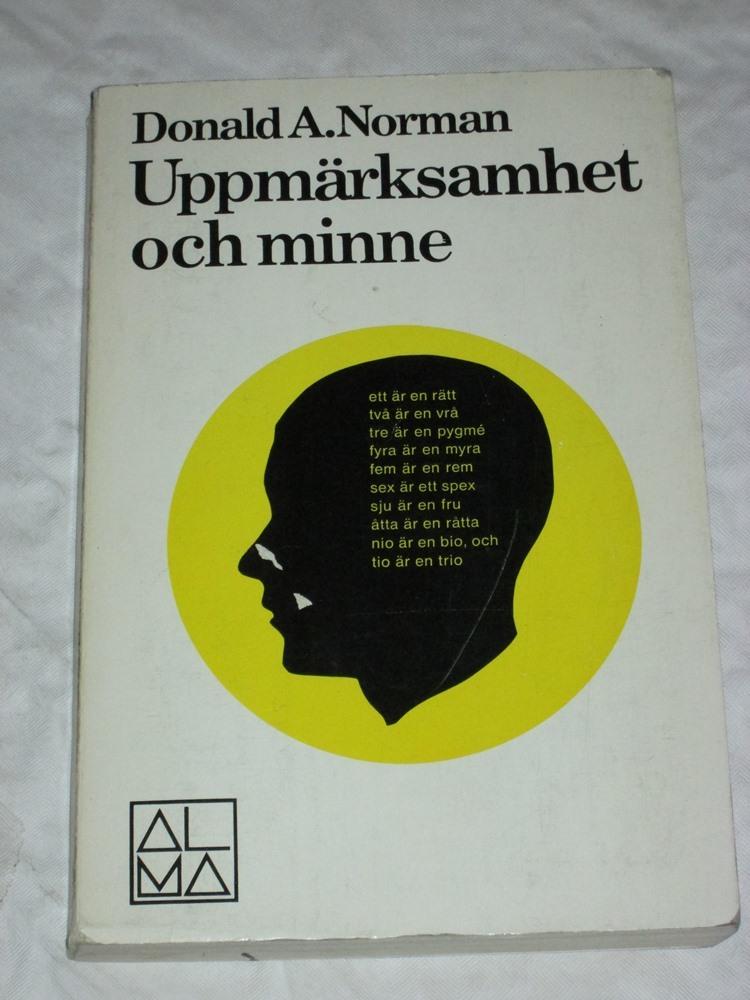 Donald A. Norman
Uppmärksamhet
och minne
ett är en rätt
två är en vrå
tre är en pygmé
fyra är en myra
fem är en rem
sex är ett spex
sju är en fru
åtta är en råtta
nio är en bio, och
tio är en trio
AL
MA